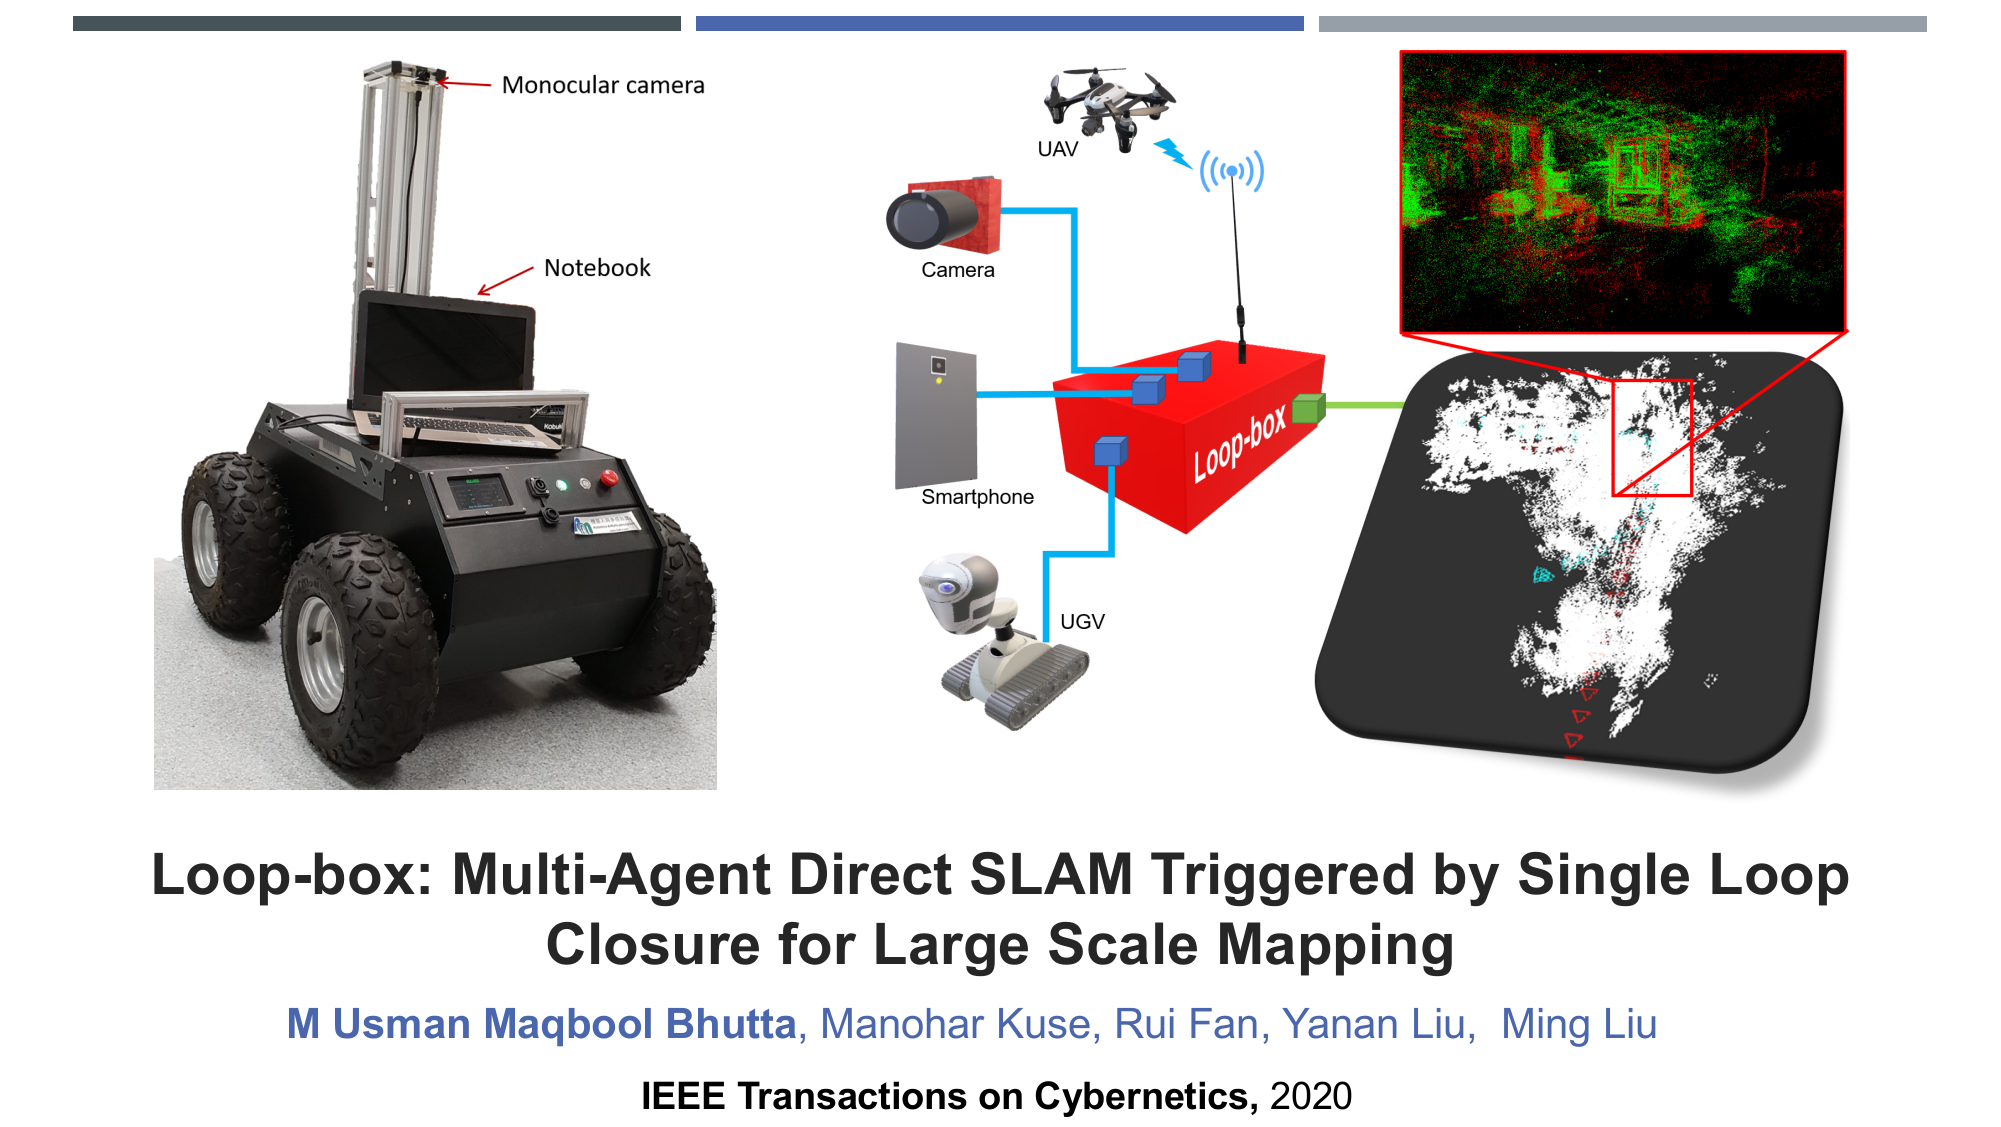 Monocular camera
Notebook
Kobuki
UAV
Camera
Smartphone
UGV
Loop-box
Loop-box: Multi-Agent Direct SLAM Triggered by Single Loop
Closure for Large Scale Mapping
M Usman Maqbool Bhutta, Manohar Kuse, Rui Fan, Yanan Liu, Ming Liu
IEEE Transactions on Cybernetics, 2020